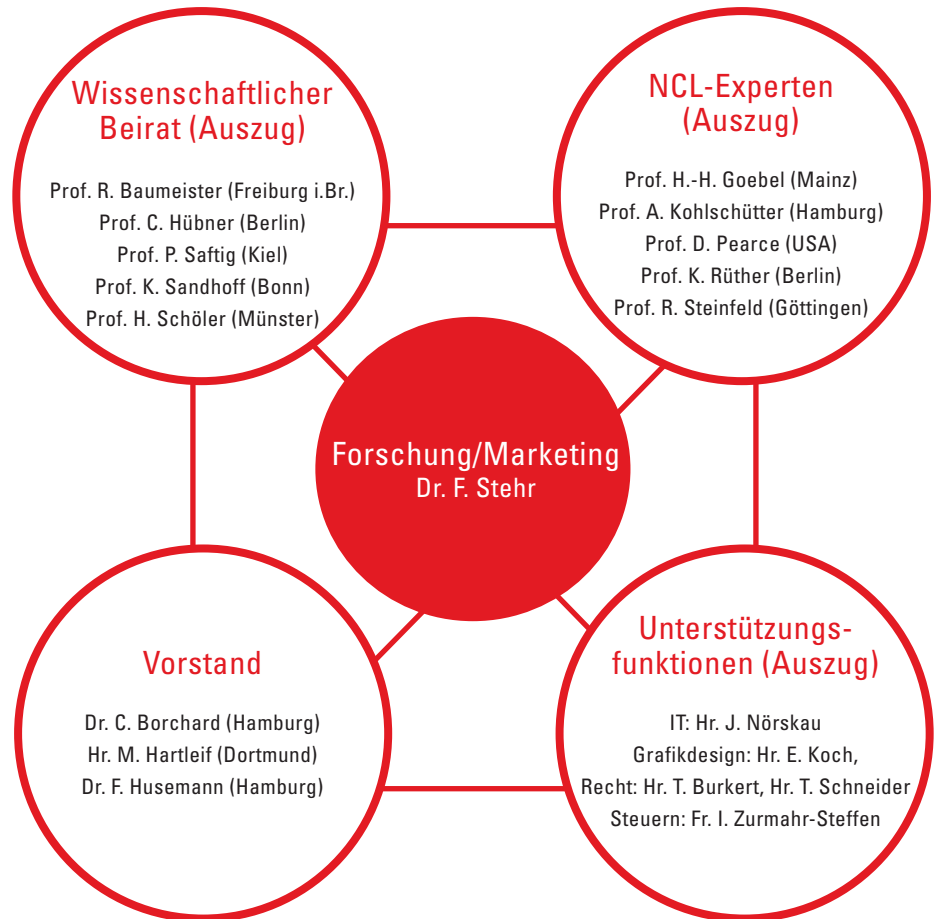 Wissenschaftlicher
Beirat (Auszug)
Prof. R. Baumeister (Freiburg i.Br.)
Prof. C. Hübner (Berlin)
Prof. P. Saftig (Kiel)
Prof. K. Sandhoff (Bonn)
Prof. H. Schöler (Münster)
NCL-Experten
(Auszug)
Prof. H.-H. Goebel (Mainz)
Prof. A. Kohlschütter (Hamburg)
Prof. D. Pearce (USA)
Prof. K. Rüther (Berlin)
Prof. R. Steinfeld (Göttingen)
Forschung/Marketing
Dr. F. Stehr
Vorstand
Dr. C. Borchard (Hamburg)
Hr. M. Hartleif (Dortmund)
Dr. F. Husemann (Hamburg)
Unterstützungs-
funktionen (Auszug)
IT: Hr. J. Nörskau
Grafikdesign: Hr. E. Koch,
Recht: Hr. T. Burkert, Hr. T. Schneider
Steuern: Fr. I. Zurmahr-Steffen